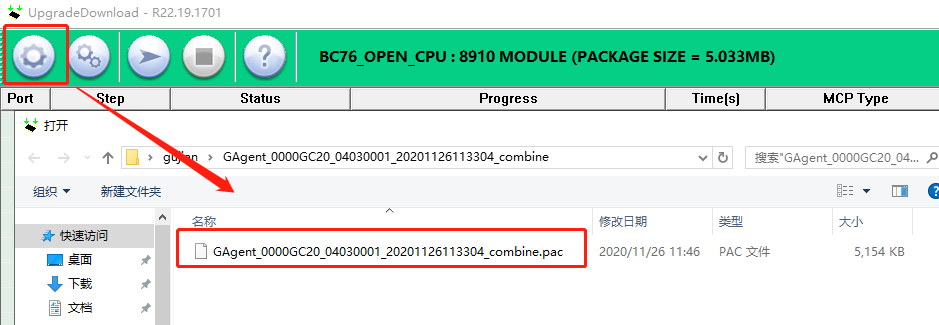 UpgradeDownload - R22.19.1701
BC76_OPEN_CPU : 8910 MODULE (PACKAGE SIZE = 5.033MB)
Port Step Status Progress Time(s) MCP Type
打开
gujian › GAgent_0000GC20_04030001_20201126113304_combine
搜索"GAgent_0000GC20_04...
组织 新建文件夹
名称 修改日期 类型 大小
快速访问
GAgent_0000GC20_04030001_20201126113304_combine.pac 2020/11/26 11:46 PAC 文件 5,154 KB
桌面
下载
文档